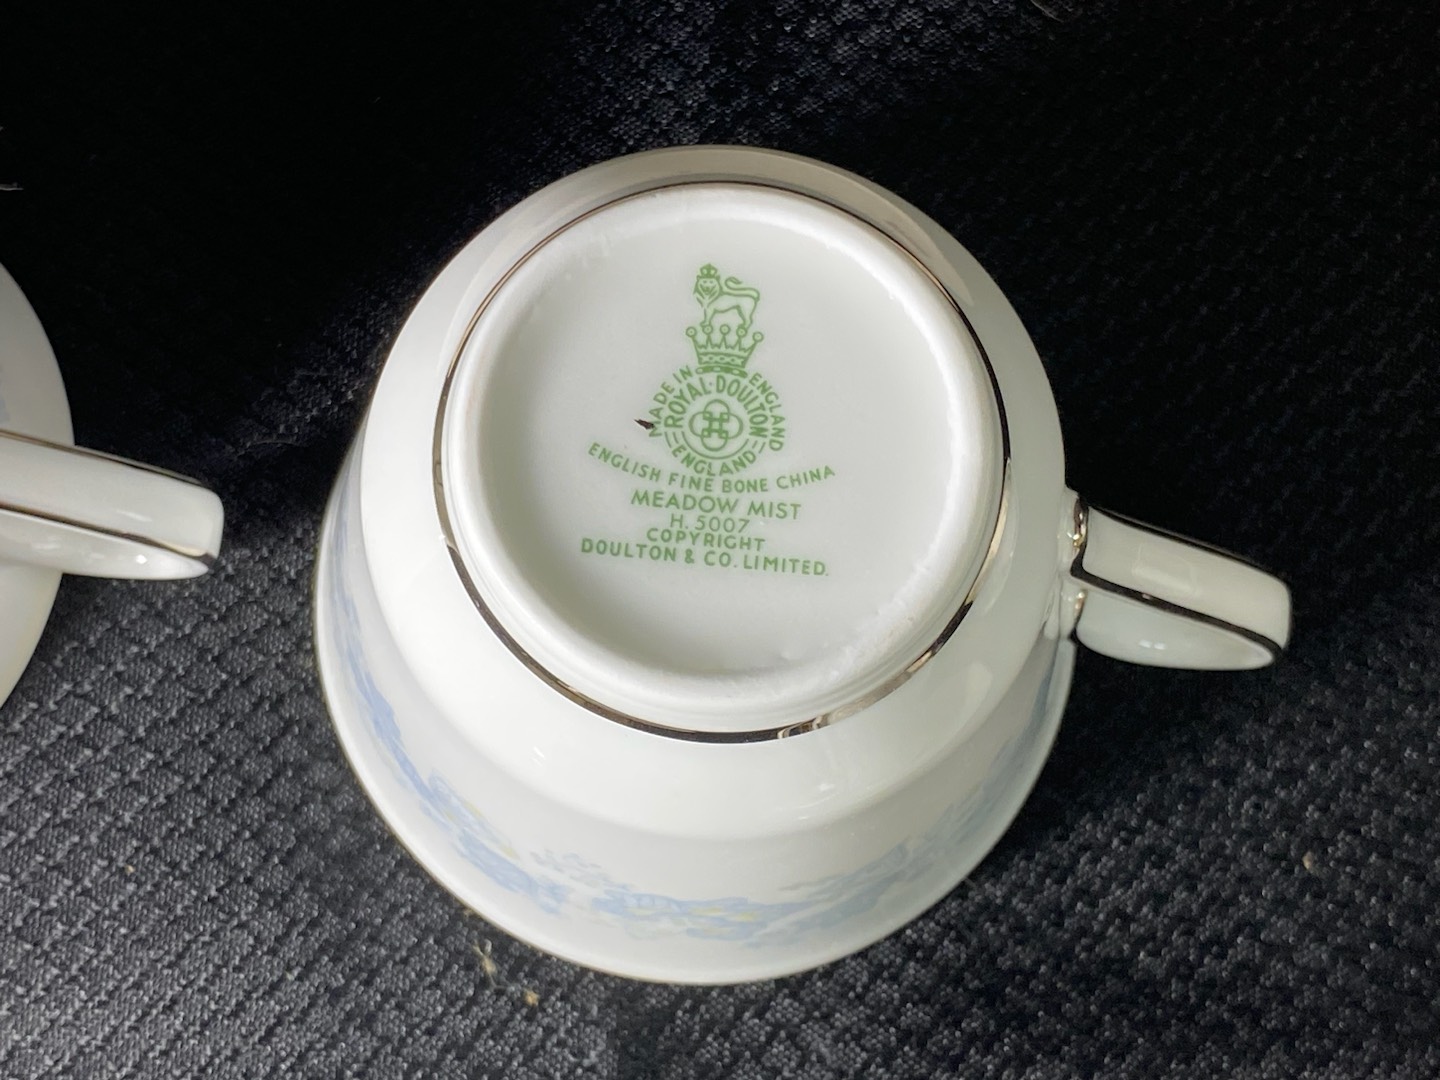 MADE IN ENGLAND
ROYAL·DOULTON
ENGLAND
ENGLISH FINE BONE CHINA
MEADOW MIST
H. 5007
COPYRIGHT
DOULTON & CO. LIMITED.